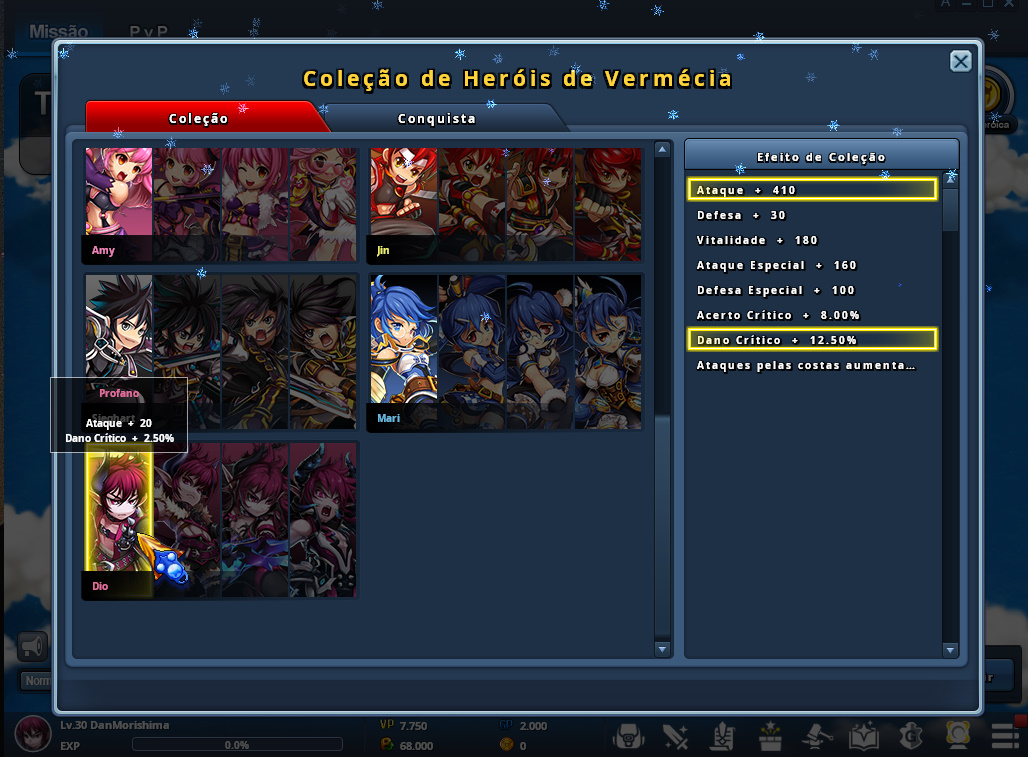 Missão
PvP
Coleção de Heróis de Vermécia
Coleção
Conquista
Efeito de Coleção
Ataque + 410
Defesa + 30
Vitalidade + 180
Ataque Especial + 160
Defesa Especial + 100
Acerto Crítico + 8.00%
Dano Crítico + 12.50%
Ataques pelas costas aumenta...
Amy
Jin
Profano
Sieghart
Ataque + 20
Dano Crítico + 2.50%
Mari
Dio
Norm
Lv.30 DanMorishima
EXP
0.0%
VP 7.750
68.000
GP 2.000
0